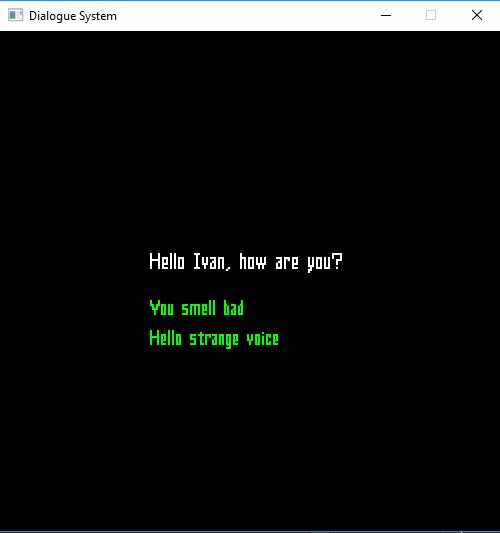 Dialogue System
Hello Ivan, how are you?
You smell bad
Hello strange voice